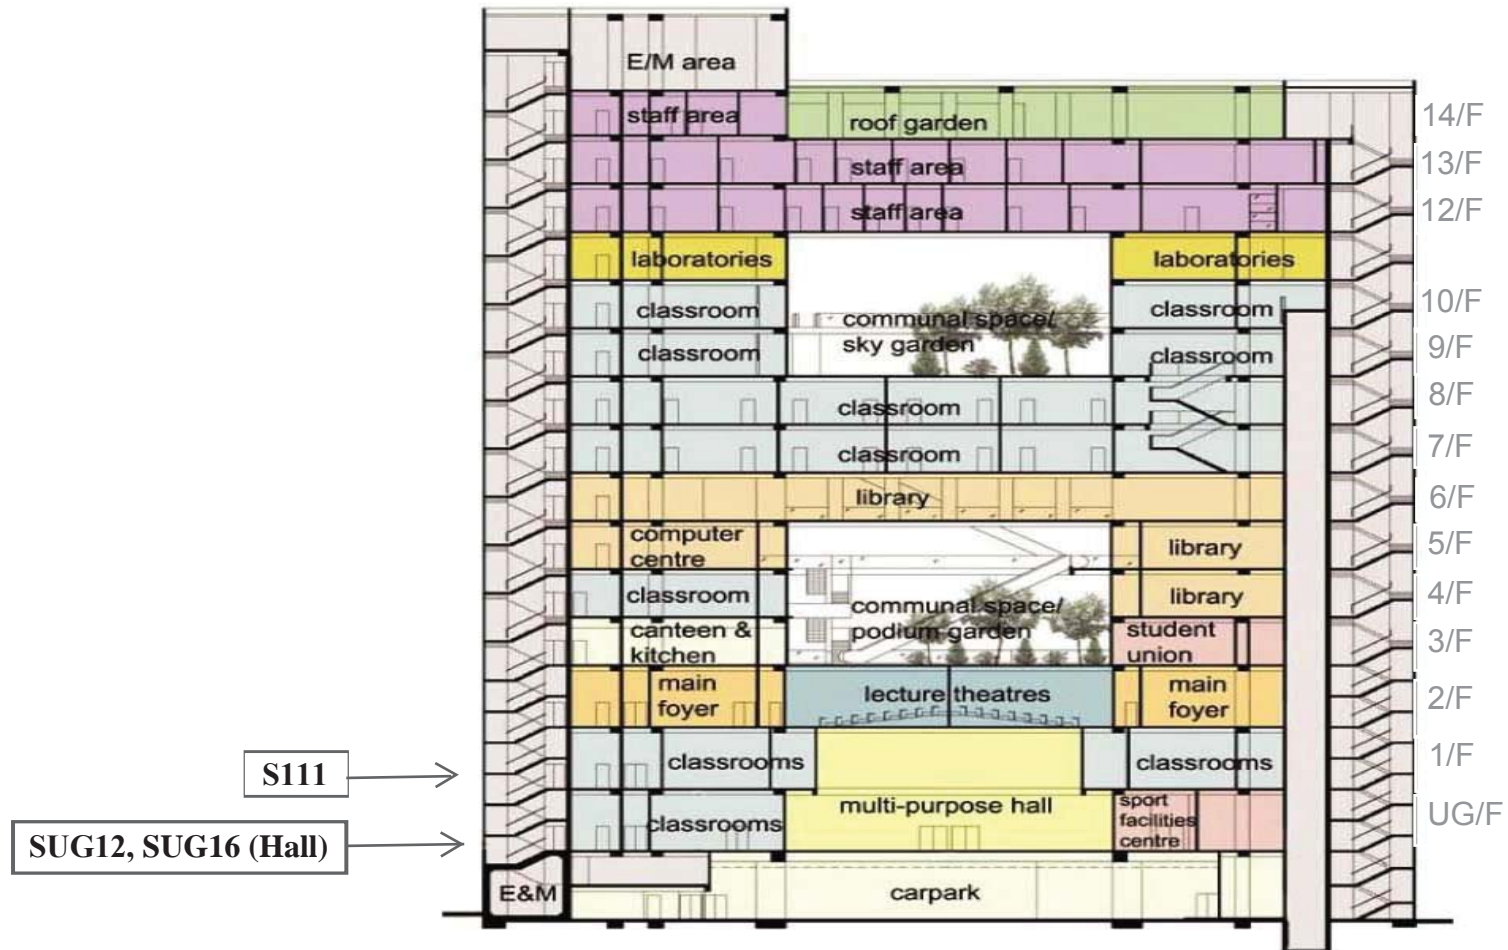 E/M area
staff area
roof garden
14/F
staff area
13/F
staff area
12/F
laboratories
laboratories
classroom
communal space/
sky garden
classroom
10/F
classroom
classroom
9/F
classroom
8/F
classroom
7/F
library
6/F
computer
centre
library
5/F
classroom
communal space/
podium garden
library
4/F
canteen &
kitchen
student
union
3/F
main
foyer
lecture theatres
main
foyer
2/F
S111
classrooms
classrooms
1/F
SUG12, SUG16 (Hall)
classrooms
multi-purpose hall
sport
facilities
centre
UG/F
E&M
carpark